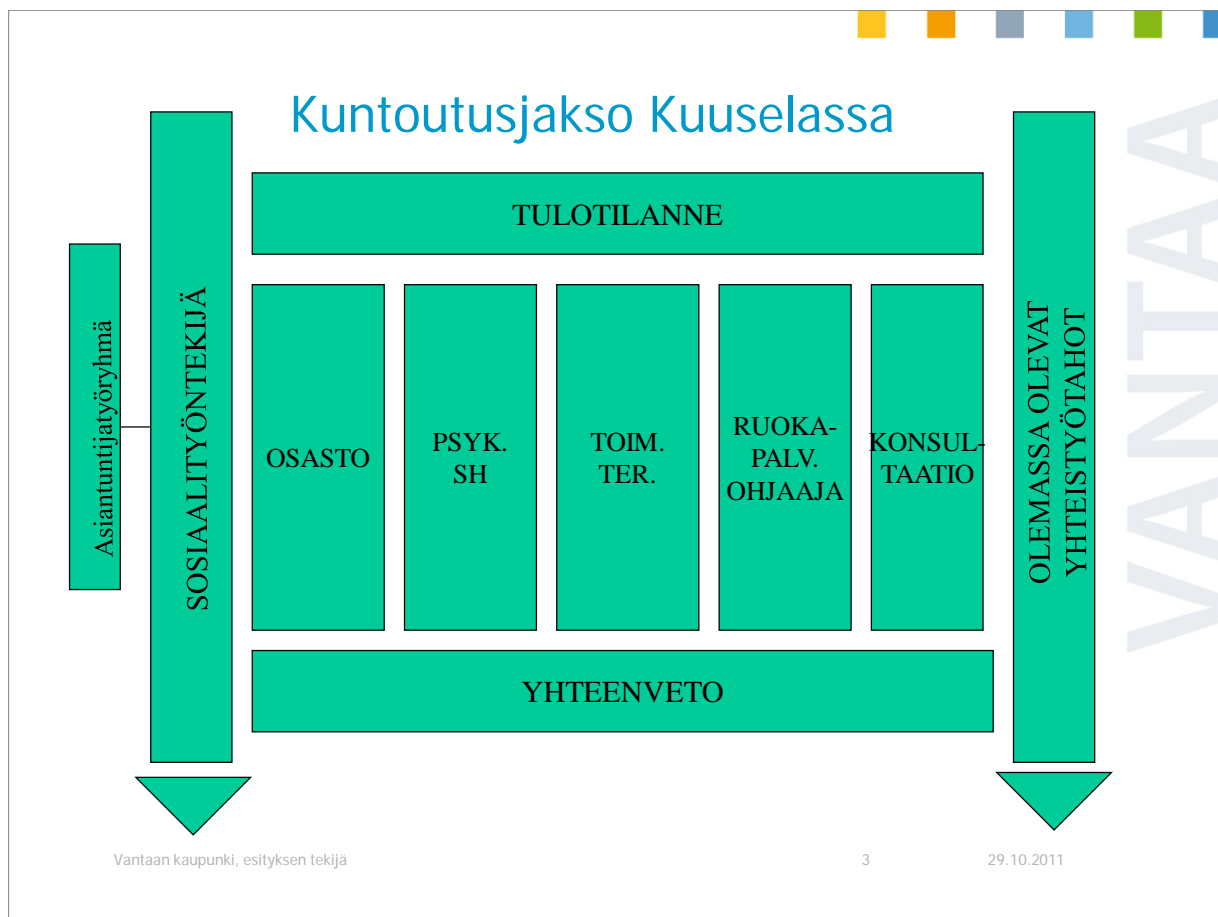 Kuntoutusjakso Kuuselassa
TULOTILANNE
Asiantuntijatyöryhmä
SOSIAALITYÖNTEKIJÄ
OSASTO
PSYK.
SH
TOIM.
TER.
RUOKA-
PALV.
OHJAAJA
KONSUL-
TAATIO
OLEMASSA OLEVAT
YHTEISTYÖTAHOT
YHTEENVETO
VANTAA
Vantaan kaupunki, esityksen tekijä
3
29.10.2011